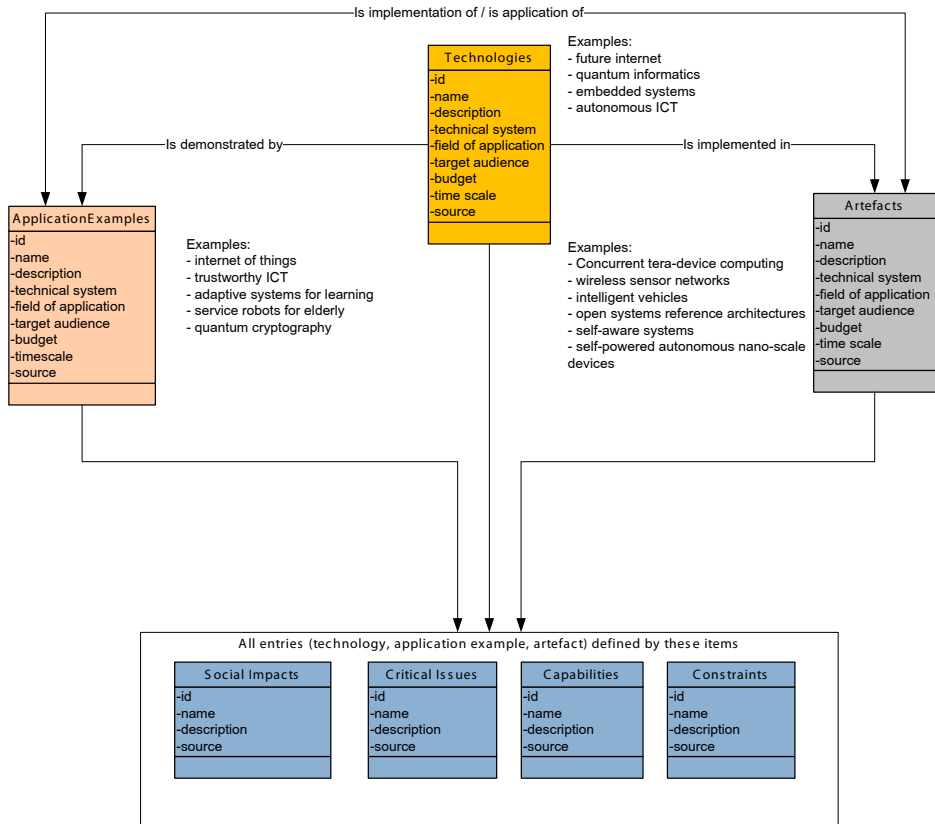 Is implementation of / is application of
Technologies
-id
-name
-description
-technical system
-field of application
-target audience
-budget
-time scale
-source
Examples:
- future internet
- quantum informatics
- embedded systems
- autonomous ICT
Is demonstrated by
Is implemented in
ApplicationExamples
-id
-name
-description
-technical system
-field of application
-target audience
-budget
-timescale
-source
Examples:
- internet of things
- trustworthy ICT
- adaptive systems for learning
- service robots for elderly
- quantum cryptography
Examples:
- Concurrent tera-device computing
- wireless sensor networks
- intelligent vehicles
- open systems reference architectures
- self-aware systems
- self-powered autonomous nano-scale
devices
Artefacts
-id
-name
-description
-technical system
-field of application
-target audience
-budget
-time scale
-source
All entries (technology, application example, artefact) defined by these items
Social Impacts
-id
-name
-description
-source
Critical Issues
-id
-name
-description
-source
Capabilities
-id
-name
-description
-source
Constraints
-id
-name
-description
-source